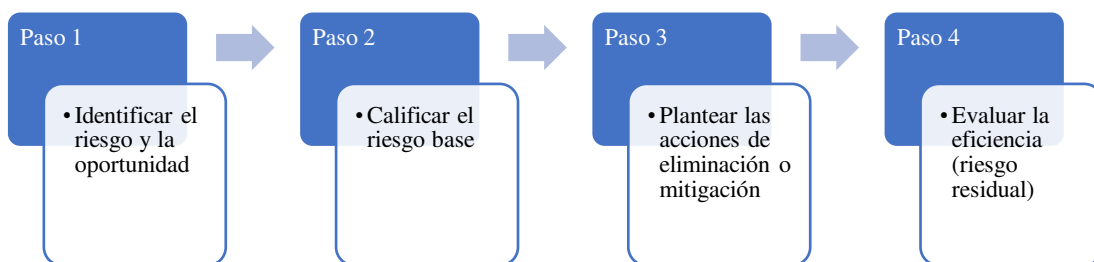 Paso 1
• Identificar el
riesgo y la
oportunidad
Paso 2
• Calificar el
riesgo base
Paso 3
• Plantear las
acciones de
eliminación o
mitigación
Paso 4
• Evaluar la
eficiencia
(riesgo
residual)